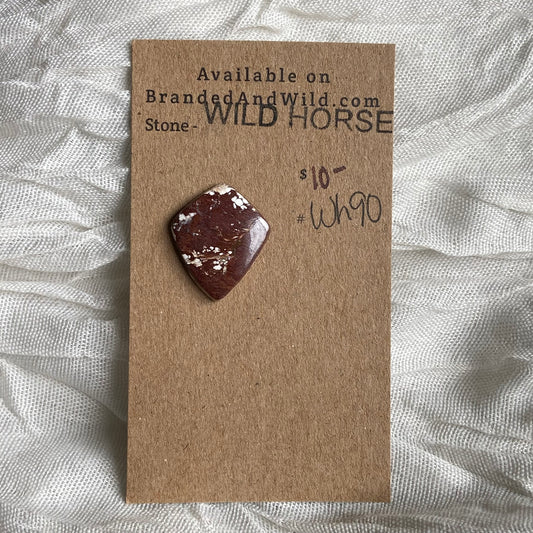 Available on
BrandedAndWild.com
Stone - WILD HORSE
$10-
#Wh90